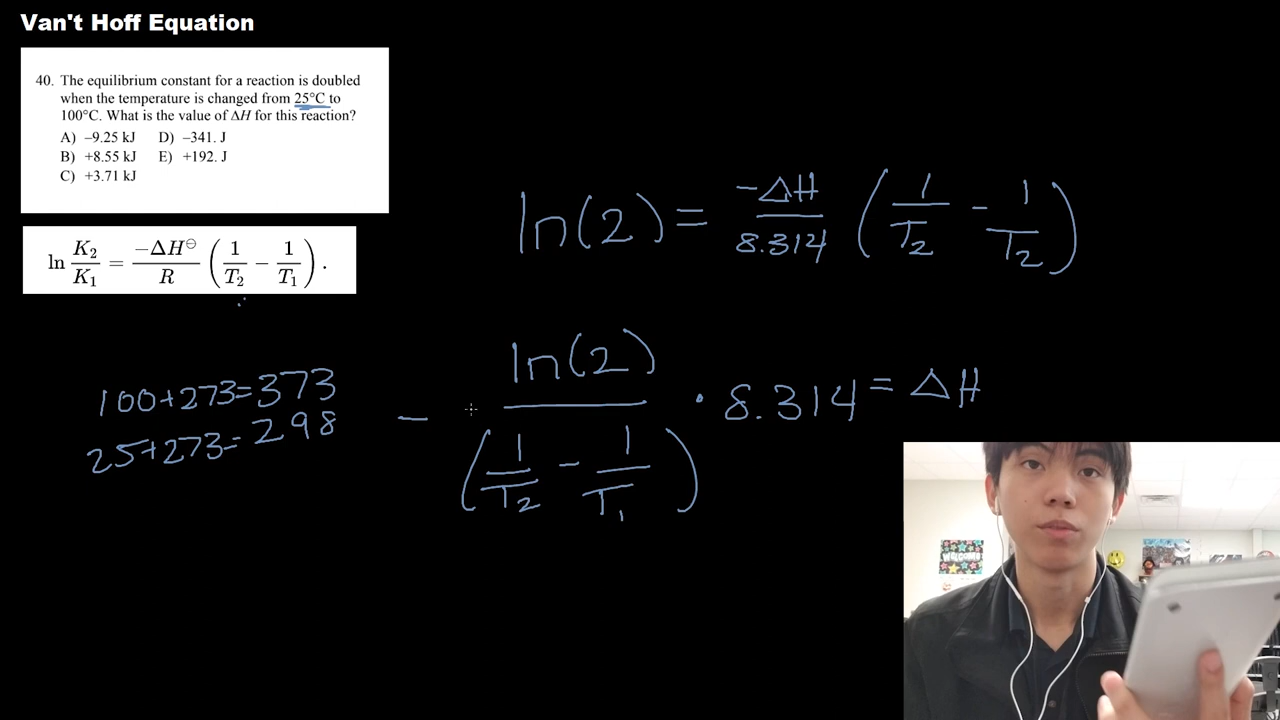 Van't Hoff Equation
40. The equilibrium constant for a reaction is doubled
when the temperature is changed from 25°C to
100°C. What is the value of ΔH for this reaction?
A) –9.25 kJ D) –341. J
B) +8.55 kJ E) +192. J
C) +3.71 kJ
ln K₂/K₁ = –ΔH⊖/R (1/T₂ − 1/T₁).
ln(2) = -ΔH/8.314 (1/T₂ - 1/T₂)
100+273=373
25+273=298
- ln(2)/(1/T₂ - 1/T₁) · 8.314 = ΔH
WELCOME